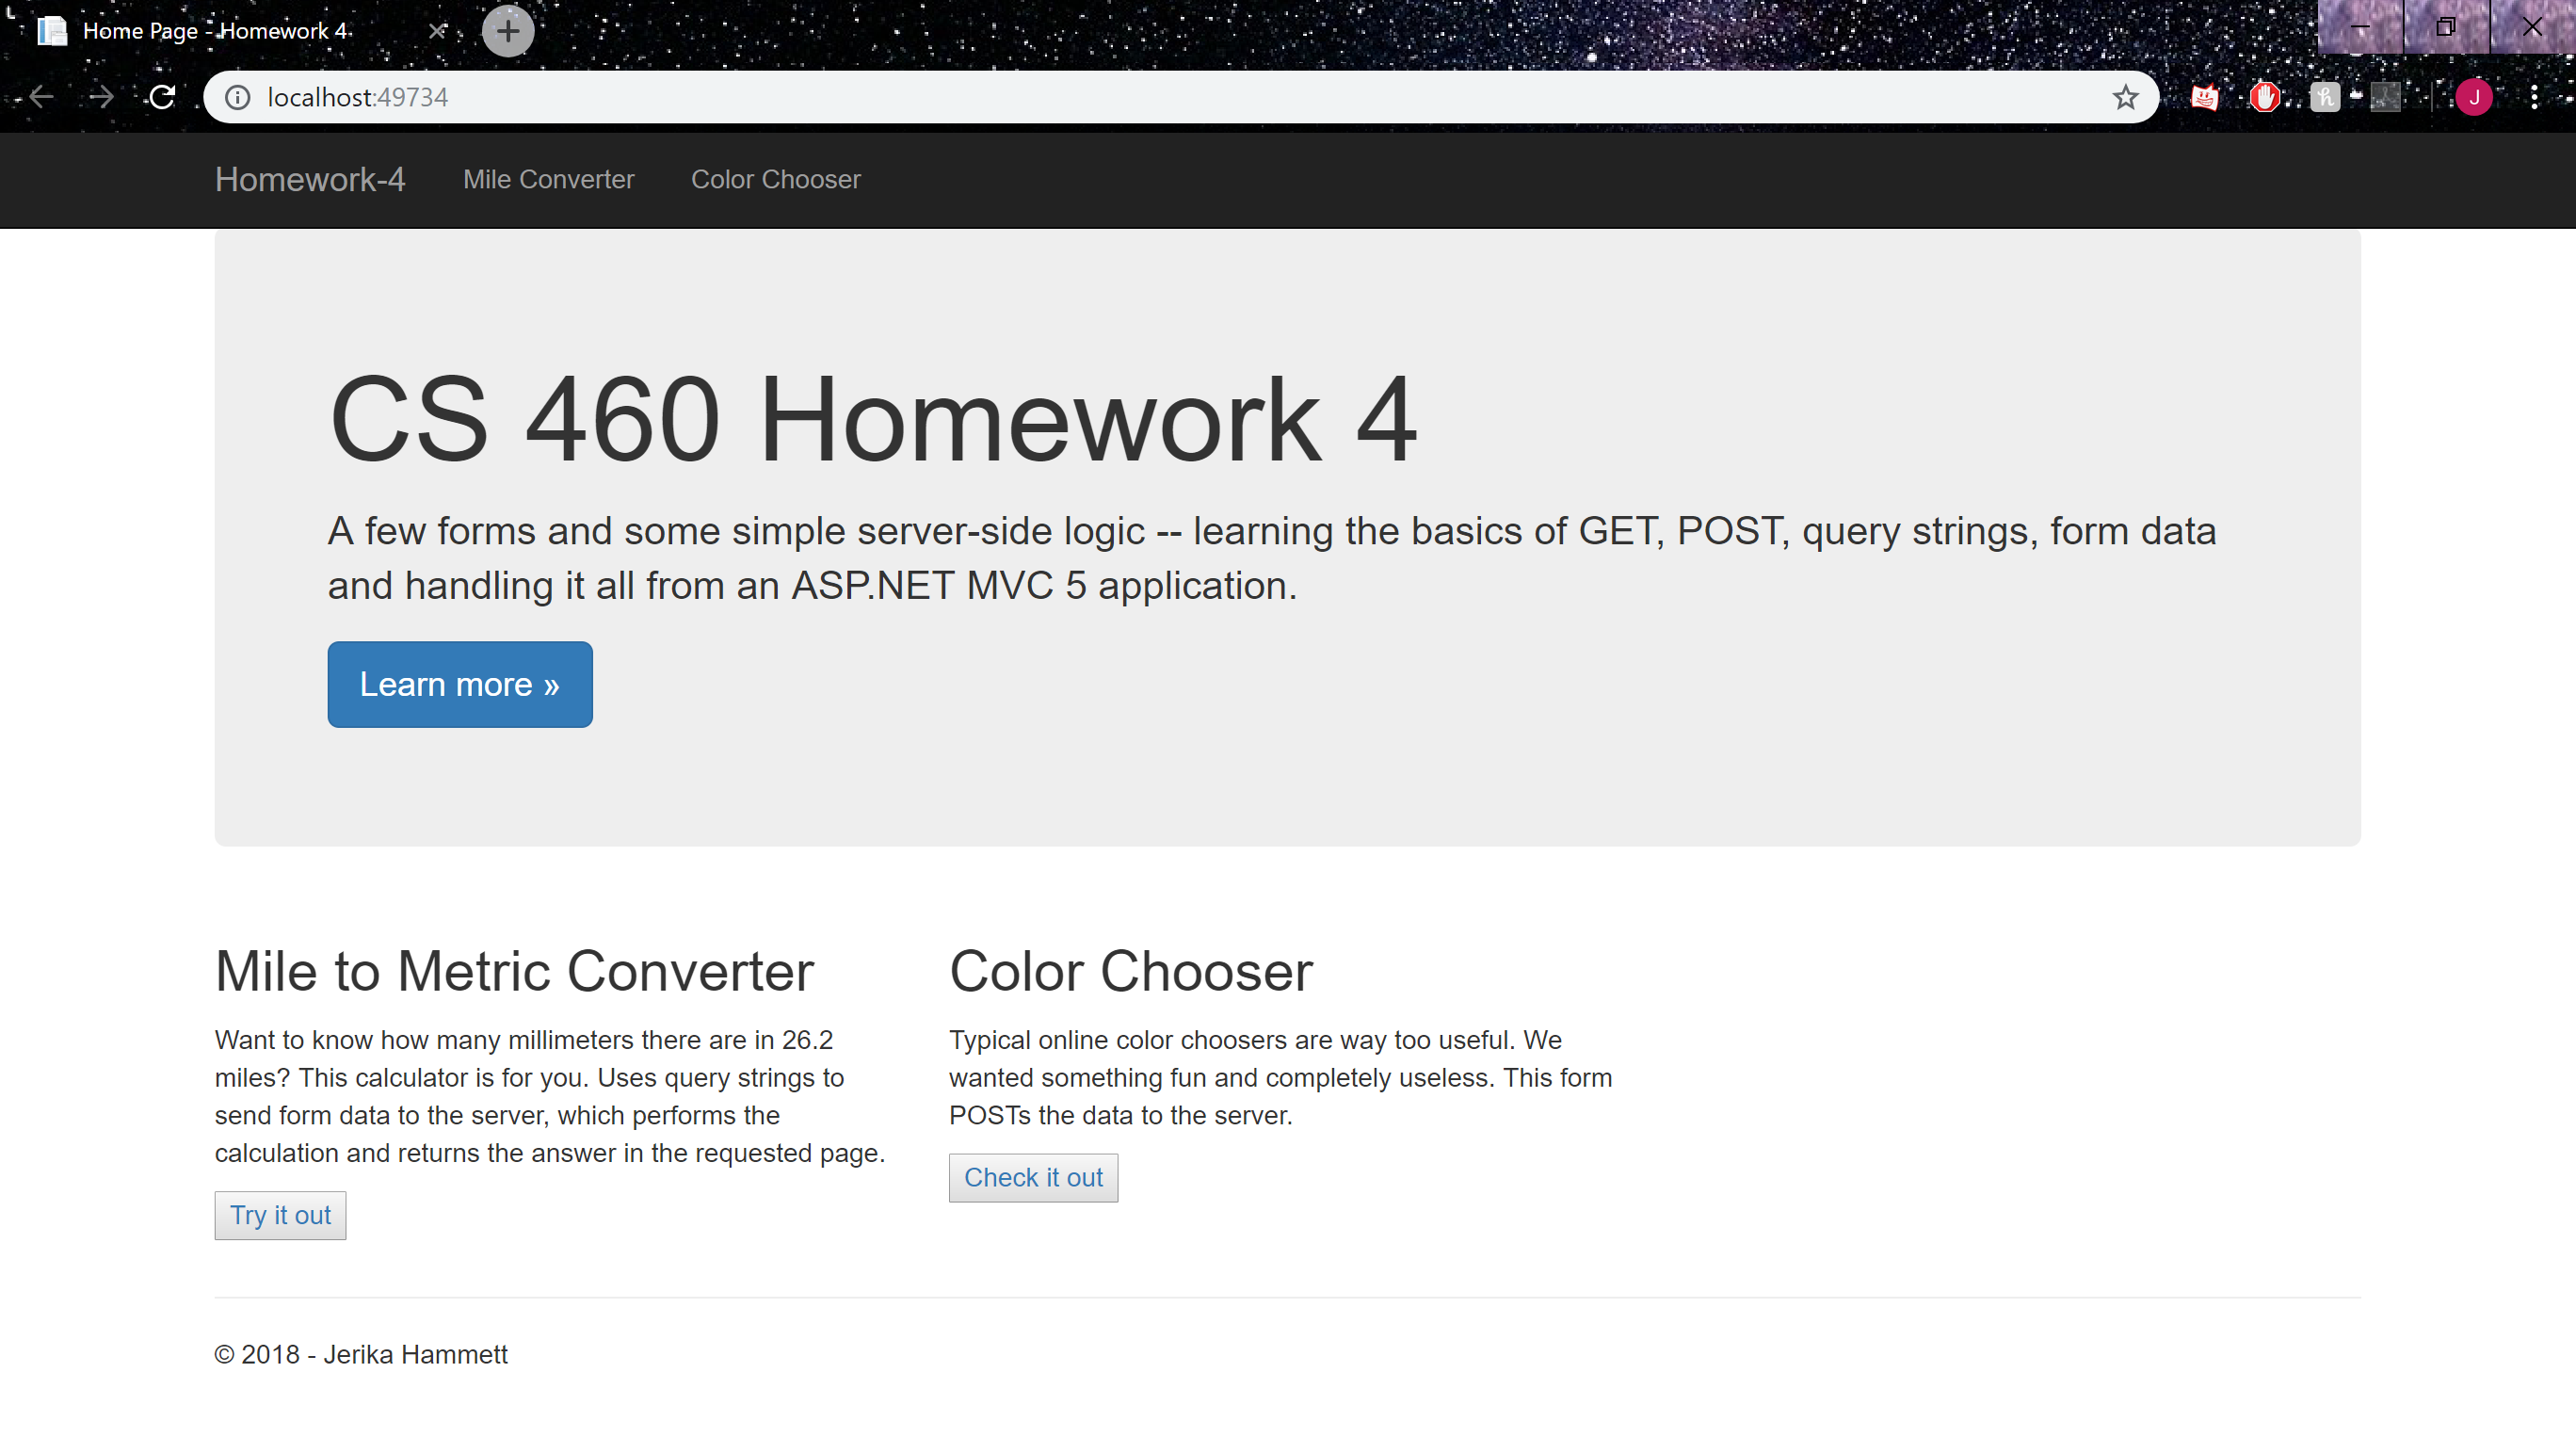 Home Page - Homework 4
localhost:49734
J
Homework-4 Mile Converter Color Chooser
CS 460 Homework 4
A few forms and some simple server-side logic -- learning the basics of GET, POST, query strings, form data
and handling it all from an ASP.NET MVC 5 application.
Learn more »
Mile to Metric Converter
Want to know how many millimeters there are in 26.2
miles? This calculator is for you. Uses query strings to
send form data to the server, which performs the
calculation and returns the answer in the requested page.
Try it out
Color Chooser
Typical online color choosers are way too useful. We
wanted something fun and completely useless. This form
POSTs the data to the server.
Check it out
© 2018 - Jerika Hammett